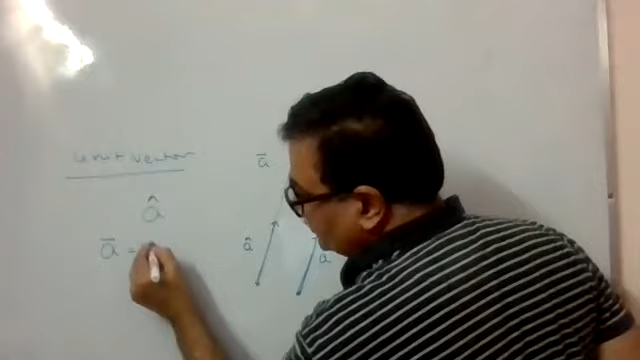 unit vector
ā
â
ā =
â
a